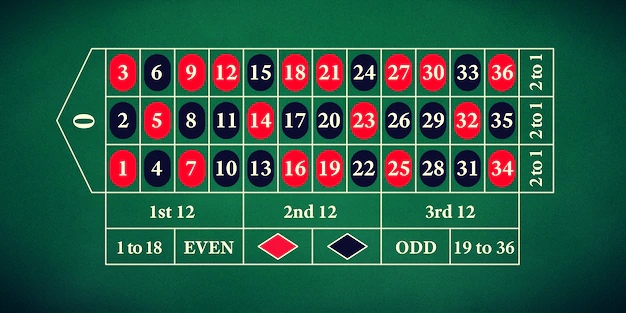 3 6 9 12 15 18 21 24 27 30 33 36 2 to 1
0 2 5 8 11 14 17 20 23 26 29 32 35 2 to 1
1 4 7 10 13 16 19 22 25 28 31 34 2 to 1
1st 12 2nd 12 3rd 12
1 to 18 EVEN ODD 19 to 36